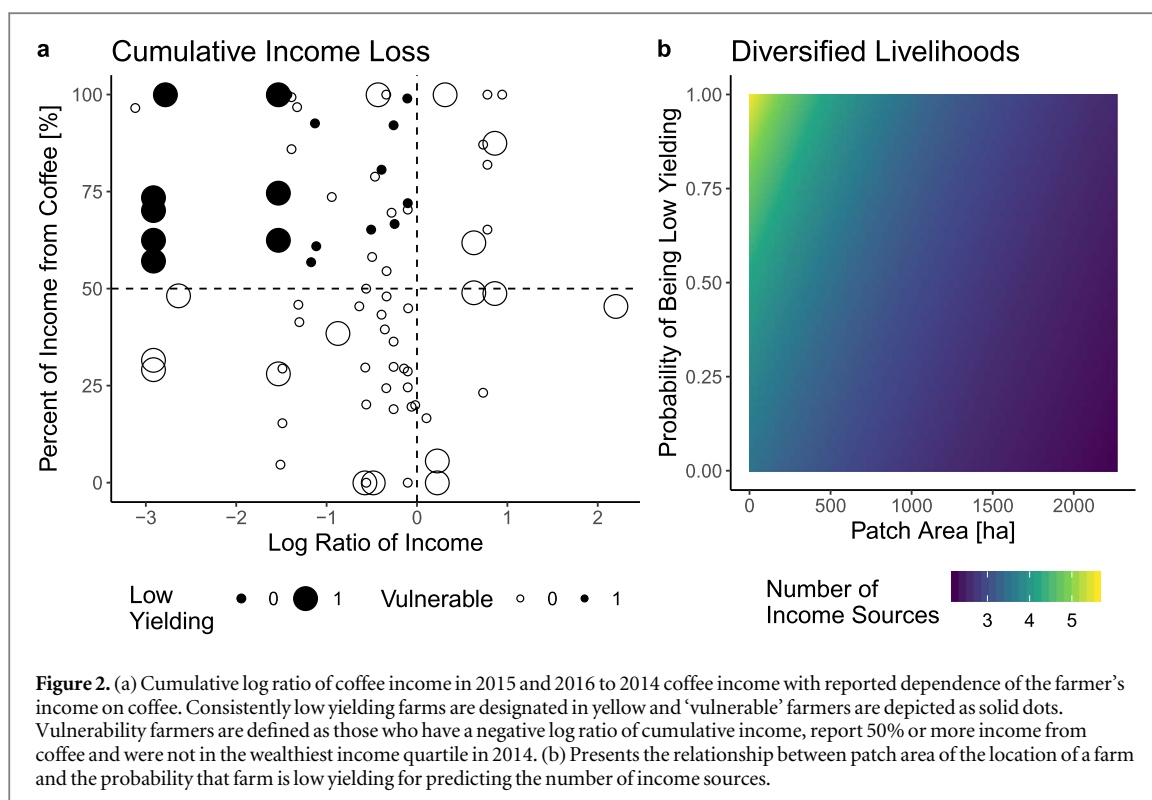 a
Cumulative Income Loss
Percent of Income from Coffee [%]
100
75
50
25
0
−3
−2
−1
0
1
2
Log Ratio of Income
Low
Yielding
0
1
Vulnerable
0
1
b
Diversified Livelihoods
Probability of Being Low Yielding
1.00
0.75
0.50
0.25
0.00
0
500
1000
1500
2000
Patch Area [ha]
Number of
Income Sources
3
4
5
Figure 2. (a) Cumulative log ratio of coffee income in 2015 and 2016 to 2014 coffee income with reported dependence of the farmer's
income on coffee. Consistently low yielding farms are designated in yellow and ‘vulnerable’ farmers are depicted as solid dots.
Vulnerability farmers are defined as those who have a negative log ratio of cumulative income, report 50% or more income from
coffee and were not in the wealthiest income quartile in 2014. (b) Presents the relationship between patch area of the location of a farm
and the probability that farm is low yielding for predicting the number of income sources.